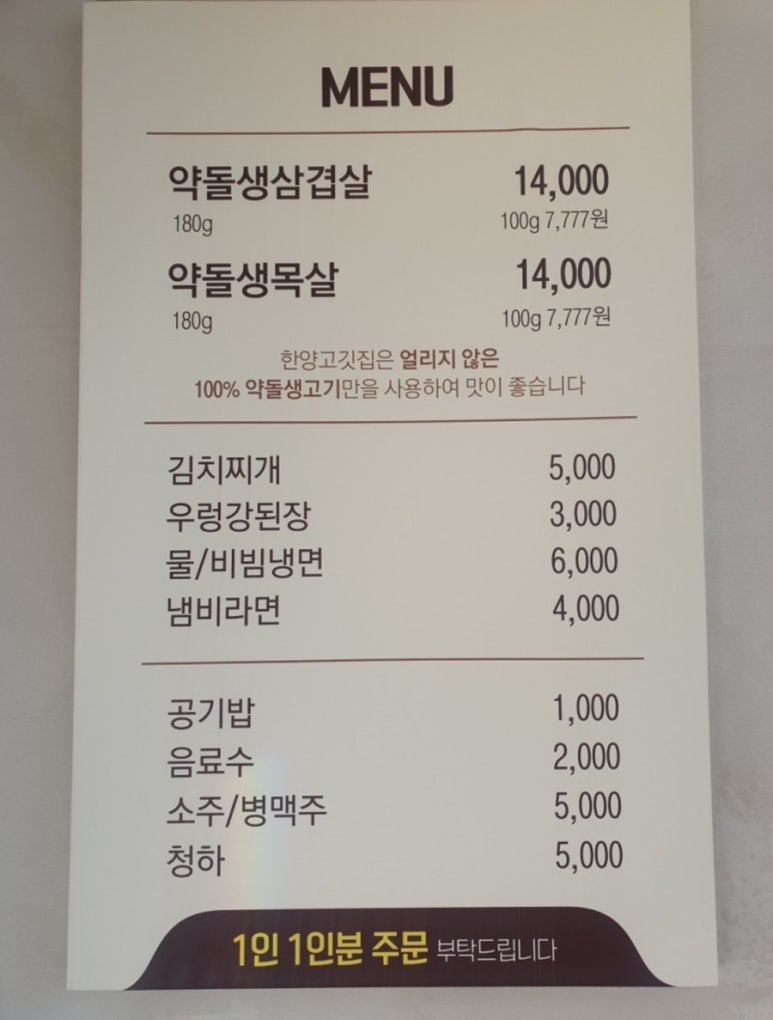 MENU
약돌생삼겹살 14,000
180g 100g 7,777원
약돌생목살 14,000
180g 100g 7,777원
한양고깃집은 얼리지 않은
100% 약돌생고기만을 사용하여 맛이 좋습니다
김치찌개 5,000
우렁강된장 3,000
물/비빔냉면 6,000
냄비라면 4,000
공기밥 1,000
음료수 2,000
소주/병맥주 5,000
청하 5,000
1인 1인분 주문 부탁드립니다